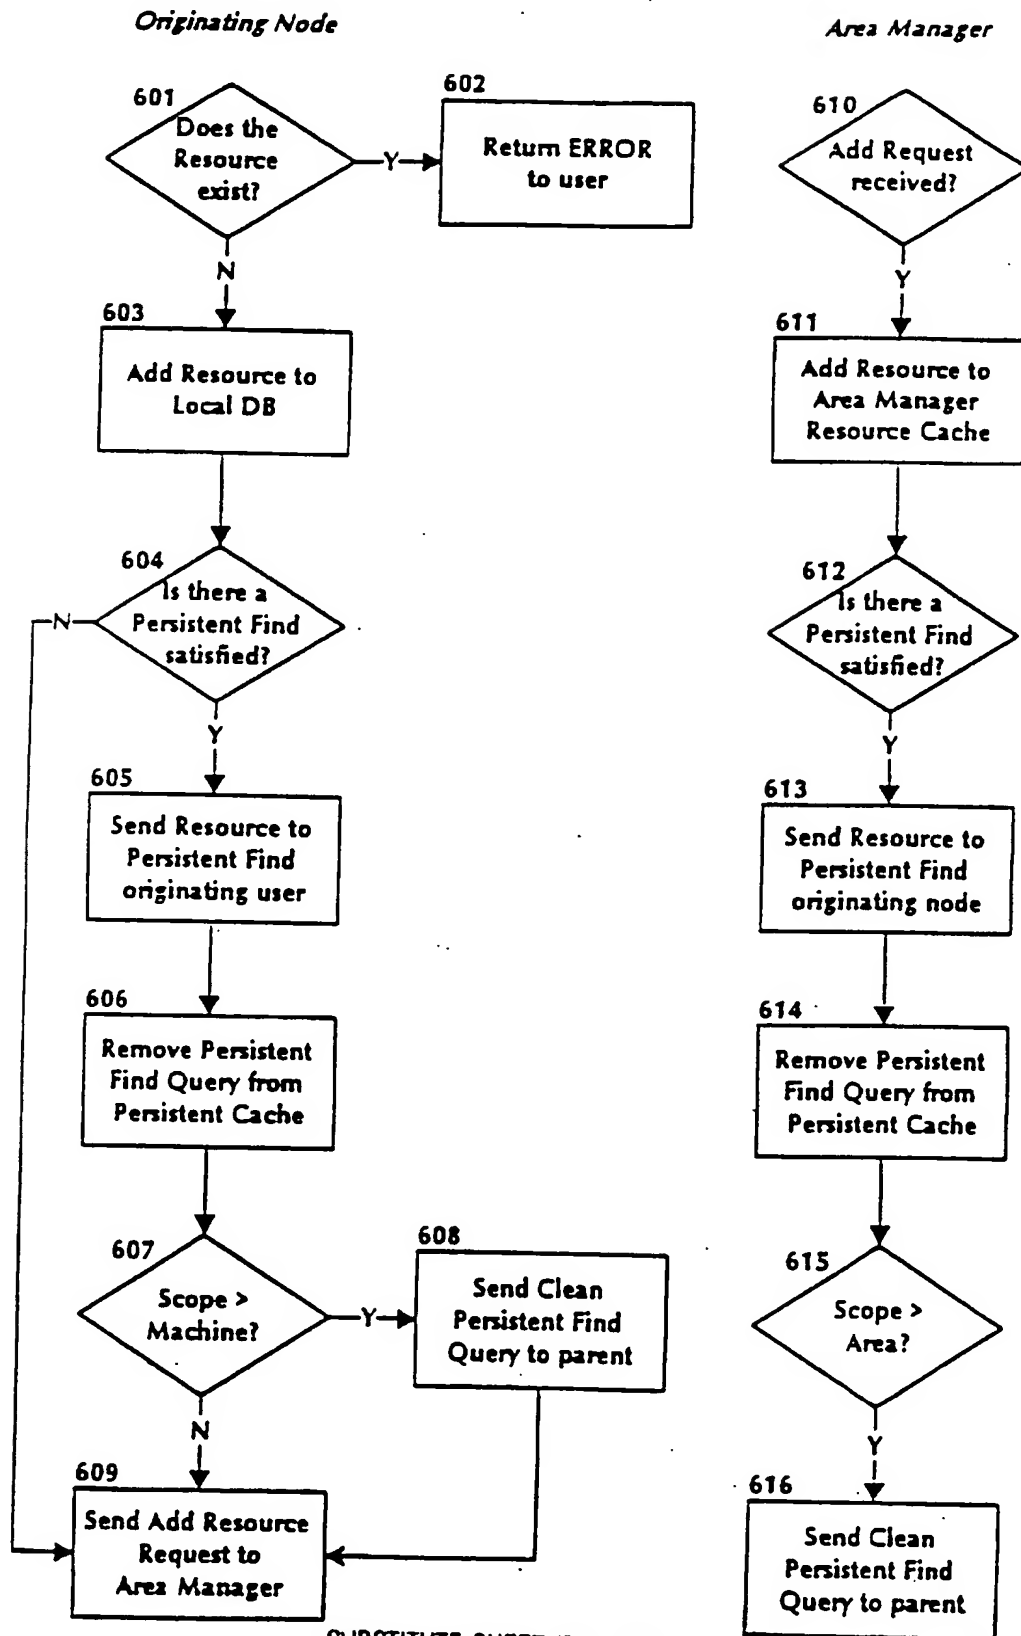 Originating Node
Area Manager
601
Does the
Resource
exist?
Y
602
Return ERROR
to user
N
603
Add Resource to
Local DB
604
Is there a
Persistent Find
satisfied?
N
Y
605
Send Resource to
Persistent Find
originating user
606
Remove Persistent
Find Query from
Persistent Cache
607
Scope >
Machine?
Y
608
Send Clean
Persistent Find
Query to parent
N
609
Send Add Resource
Request to
Area Manager
610
Add Request
received?
Y
611
Add Resource to
Area Manager
Resource Cache
612
Is there a
Persistent Find
satisfied?
Y
613
Send Resource to
Persistent Find
originating node
614
Remove Persistent
Find Query from
Persistent Cache
615
Scope >
Area?
Y
616
Send Clean
Persistent Find
Query to parent
SUBSTITUTE SHEET